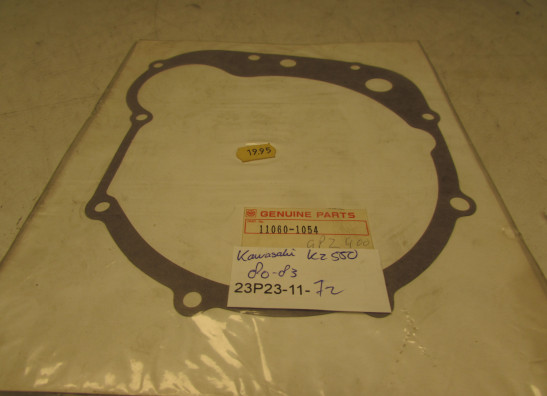 19.95
GENUINE PARTS
11060-1054
GPZ 400
Kawasaki KZ550
80-83
23P23-11-72